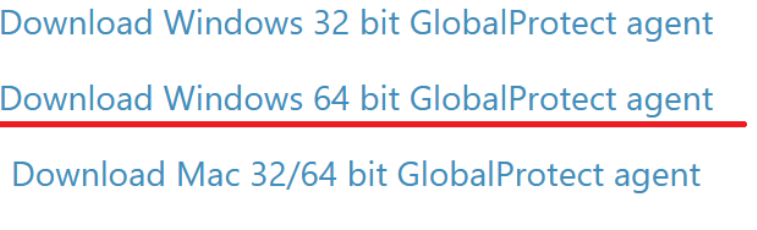 Download Windows 32 bit GlobalProtect agent
Download Windows 64 bit GlobalProtect agent
Download Mac 32/64 bit GlobalProtect agent